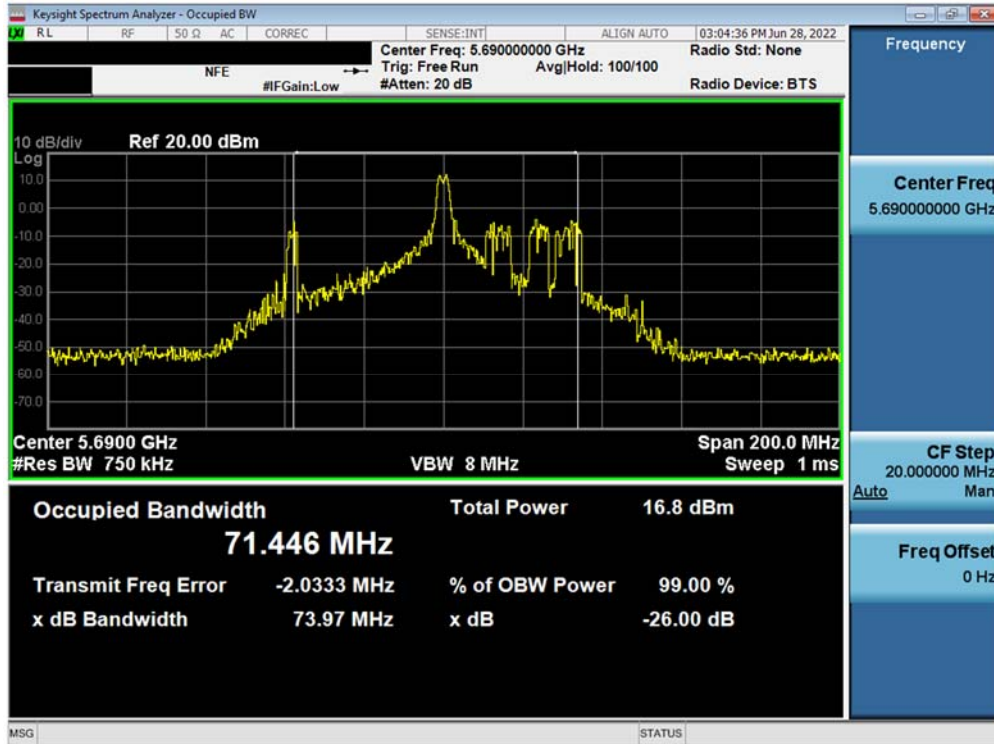 Keysight Spectrum Analyzer - Occupied BW
LXI RL RF 50 Ω AC CORREC SENSE:INT ALIGN AUTO 03:04:36 PM Jun 28, 2022
Center Freq: 5.690000000 GHz Radio Std: None
NFE Trig: Free Run Avg|Hold: 100/100
#IFGain:Low #Atten: 20 dB Radio Device: BTS
10 dB/div Ref 20.00 dBm
Log
10.0
0.00
-10.0
-20.0
-30.0
-40.0
-50.0
60.0
-70.0
Center 5.6900 GHz Span 200.0 MHz
#Res BW 750 kHz VBW 8 MHz Sweep 1 ms
Occupied Bandwidth Total Power 16.8 dBm
71.446 MHz
Transmit Freq Error -2.0333 MHz % of OBW Power 99.00 %
x dB Bandwidth 73.97 MHz x dB -26.00 dB
Frequency
Center Freq
5.690000000 GHz
CF Step
20.000000 MHz
Auto Man
Freq Offset
0 Hz
MSG STATUS